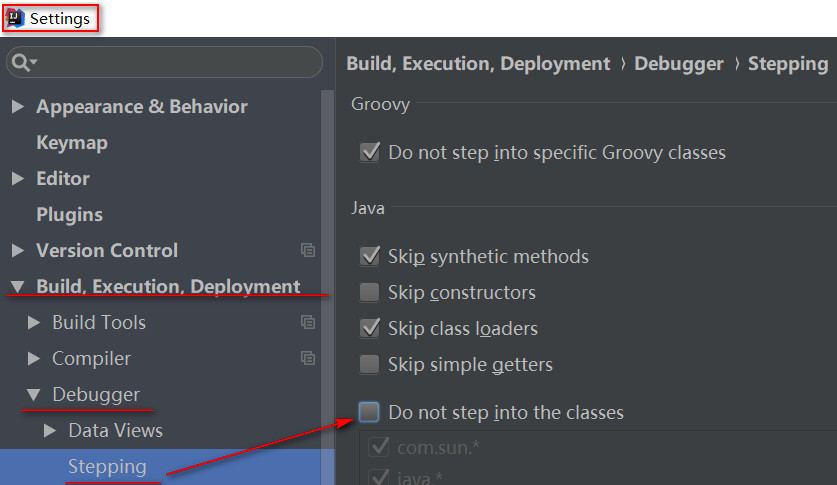 Settings
Build, Execution, Deployment › Debugger › Stepping
Appearance & Behavior
Keymap
Editor
Plugins
Version Control
Build, Execution, Deployment
Build Tools
Compiler
Debugger
Data Views
Stepping
Groovy
Do not step into specific Groovy classes
Java
Skip synthetic methods
Skip constructors
Skip class loaders
Skip simple getters
Do not step into the classes
com.sun.*
java.*